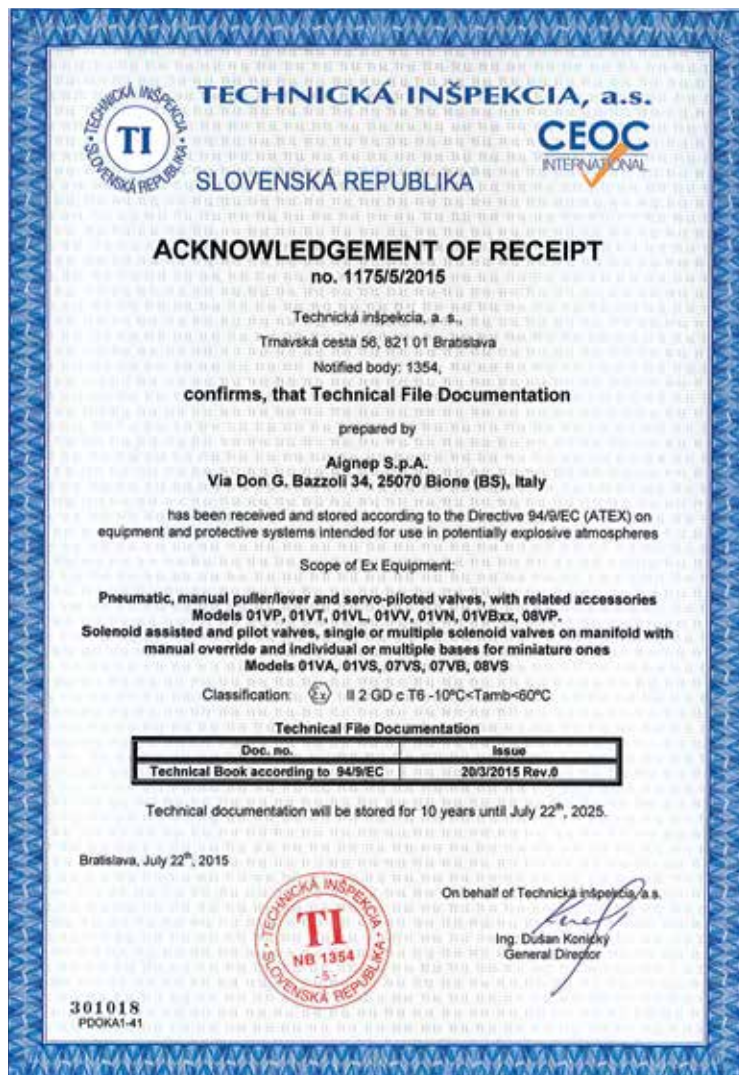 TECHNICKÁ INŠPEKCIA
TI
SLOVENSKÁ REPUBLIKA
TECHNICKÁ INŠPEKCIA, a.s.
CEOC
INTERNATIONAL
SLOVENSKÁ REPUBLIKA
ACKNOWLEDGEMENT OF RECEIPT
no. 1175/5/2015
Technická inšpekcia, a. s.,
Trnavská cesta 56, 821 01 Bratislava
Notified body: 1354,
confirms, that Technical File Documentation
prepared by
Aignep S.p.A.
Via Don G. Bazzoli 34, 25070 Bione (BS), Italy
has been received and stored according to the Directive 94/9/EC (ATEX) on
equipment and protective systems intended for use in potentially explosive atmospheres
Scope of Ex Equipment:
Pneumatic, manual puller/lever and servo-piloted valves, with related accessories
Models 01VP, 01VT, 01VL, 01VV, 01VN, 01VBxx, 08VP.
Solenoid assisted and pilot valves, single or multiple solenoid valves on manifold with
manual override and individual or multiple bases for miniature ones
Models 01VA, 01VS, 07VS, 07VB, 08VS
Classification: Ex II 2 GD c T6 -10ºC<Tamb<60ºC
Technical File Documentation
Doc. no. Issue
Technical Book according to 94/9/EC 20/3/2015 Rev.0
Technical documentation will be stored for 10 years until July 22th, 2025.
Bratislava, July 22th, 2015
On behalf of Technická inšpekcia, a.s.
TECHNICKÁ INŠPEKCIA
TI
NB 1354
-5-
SLOVENSKÁ REPUBLIKA
Ing. Dušan Konický
General Director
301018
PDOKA1-41